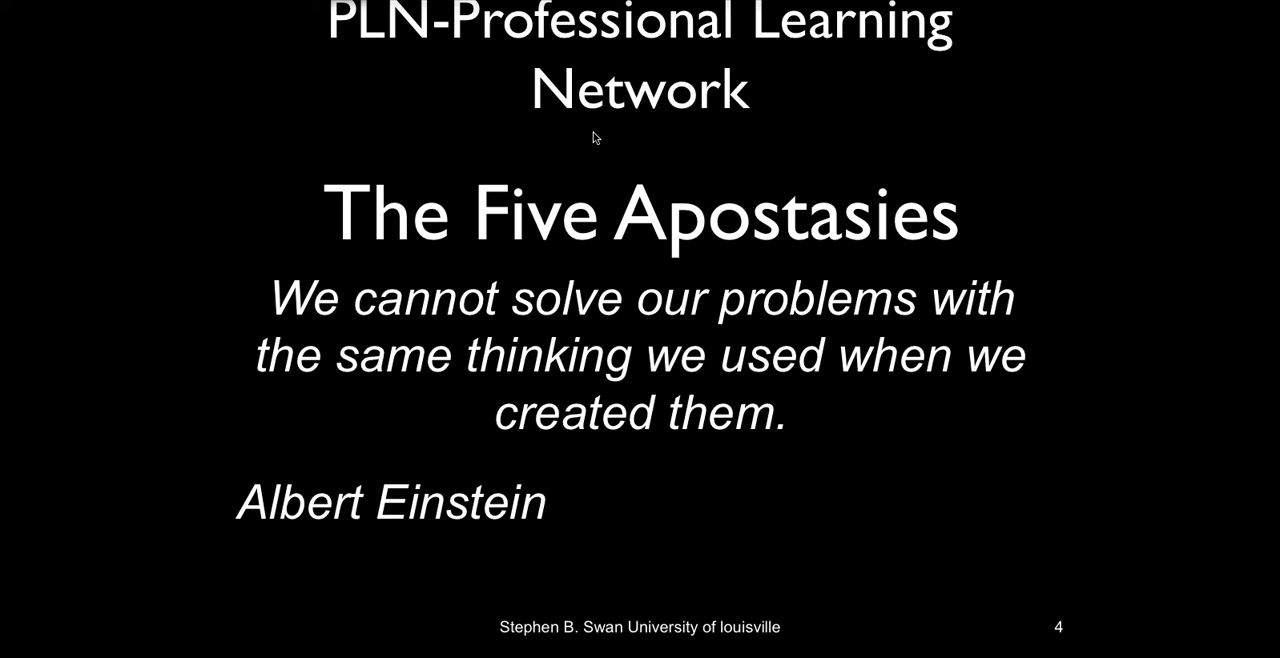 PLN-Professional Learning
Network
The Five Apostasies
We cannot solve our problems with
the same thinking we used when we
created them.
Albert Einstein
Stephen B. Swan University of louisville
4